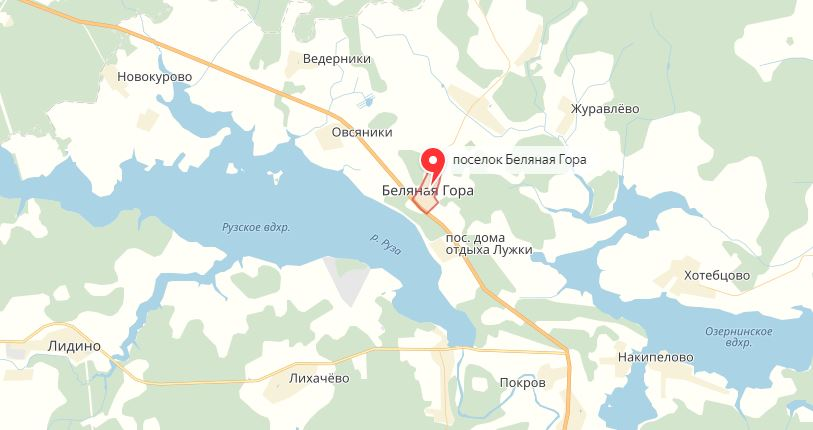 Ведерники
Новокурово
Журавлёво
Овсяники
поселок Беляная Гора
Беляная Гора
Рузское вдхр.
р. Руза
пос. дома
отдыха Лужки
Хотебцово
Озернинское
вдхр.
Лидино
Накипелово
Лихачёво
Покров